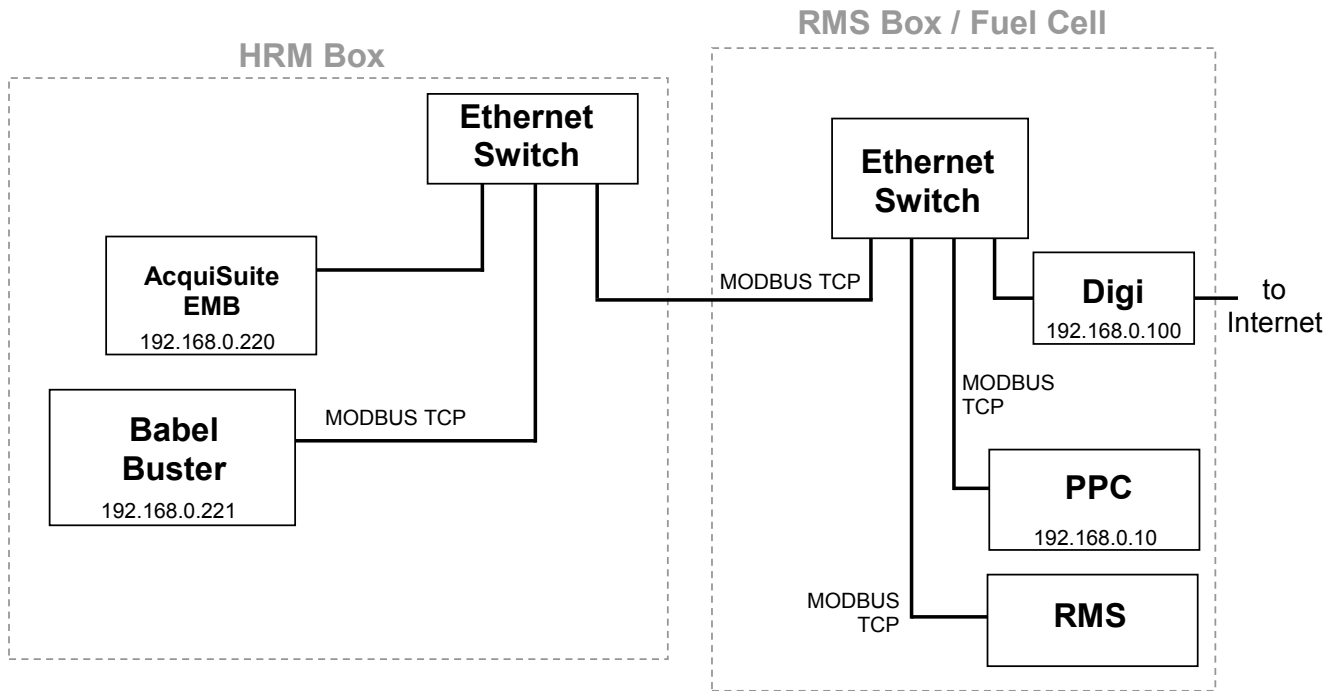 RMS Box / Fuel Cell
HRM Box
Ethernet
Switch
Ethernet
Switch
AcquiSuite
EMB
192.168.0.220
MODBUS TCP
Digi
192.168.0.100
to
Internet
Babel
Buster
192.168.0.221
MODBUS TCP
MODBUS
TCP
PPC
192.168.0.10
MODBUS
TCP
RMS